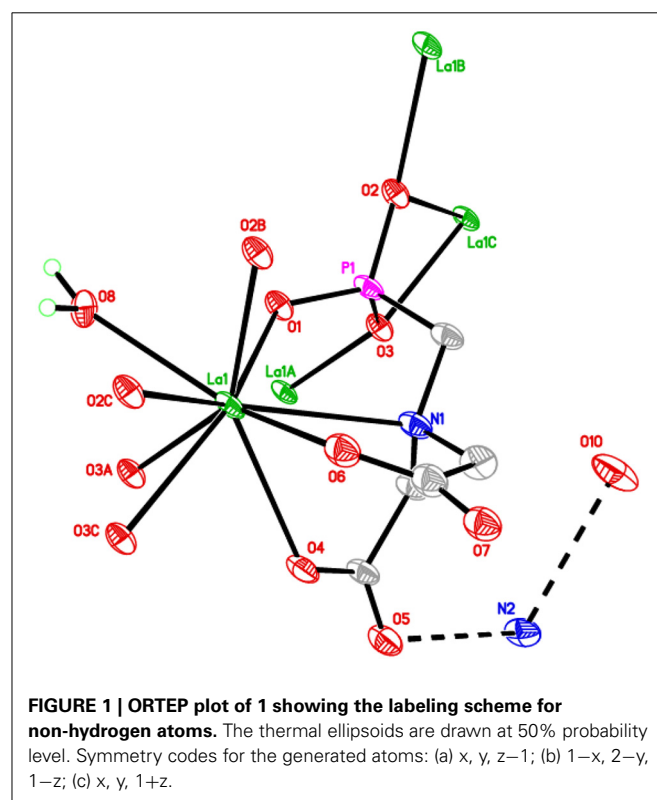 La1B
O2
La1C
O2B
P1
O8
O1
O3
La1A
La1
O2C
N1
O10
O6
O3A
O7
O3C
O4
N2
O5
FIGURE 1 | ORTEP plot of 1 showing the labeling scheme for
non-hydrogen atoms. The thermal ellipsoids are drawn at 50% probability
level. Symmetry codes for the generated atoms: (a) x, y, z−1; (b) 1−x, 2−y,
1−z; (c) x, y, 1+z.